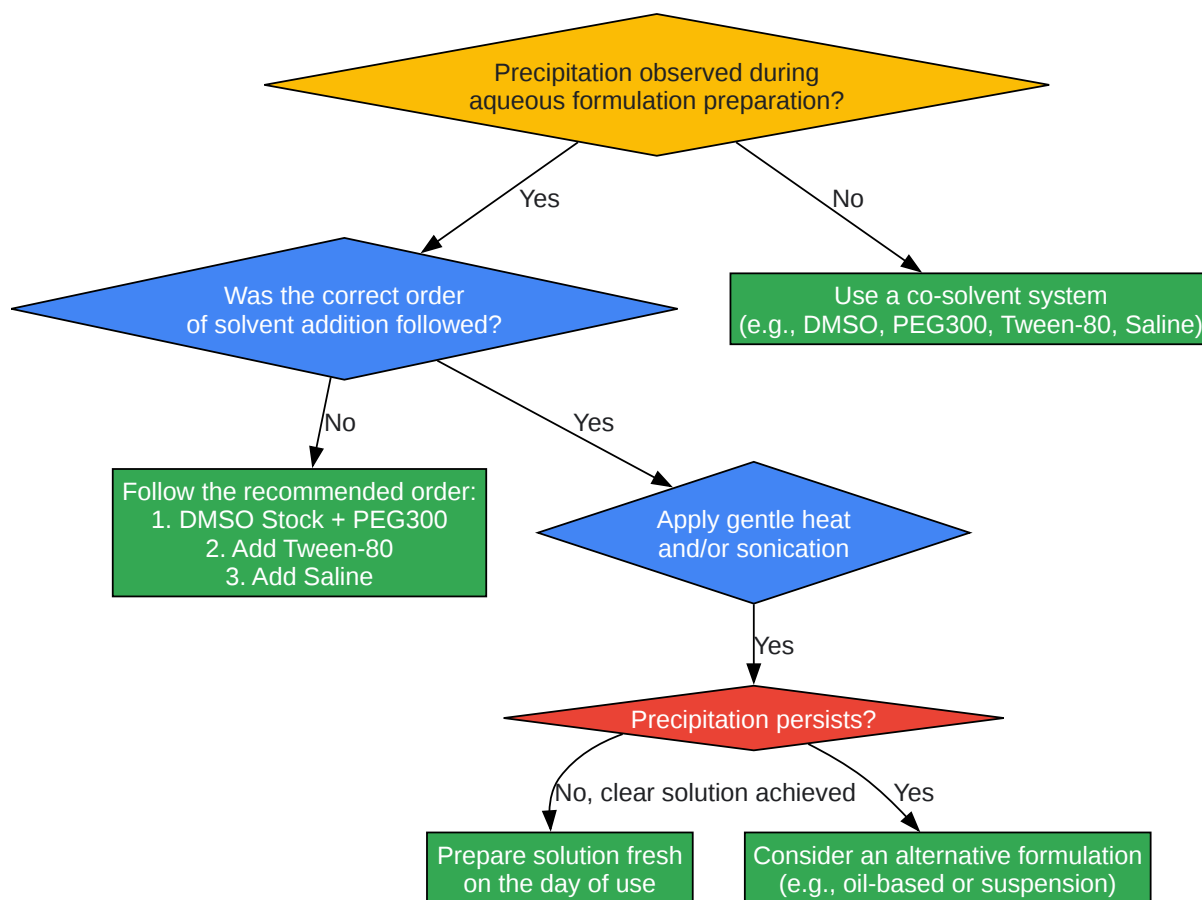 Precipitation observed during
aqueous formulation preparation?
Yes
No
Was the correct order
of solvent addition followed?
Use a co-solvent system
(e.g., DMSO, PEG300, Tween-80, Saline)
No
Yes
Follow the recommended order:
1. DMSO Stock + PEG300
2. Add Tween-80
3. Add Saline
Apply gentle heat
and/or sonication
Yes
Precipitation persists?
No, clear solution achieved
Yes
Prepare solution fresh
on the day of use
Consider an alternative formulation
(e.g., oil-based or suspension)